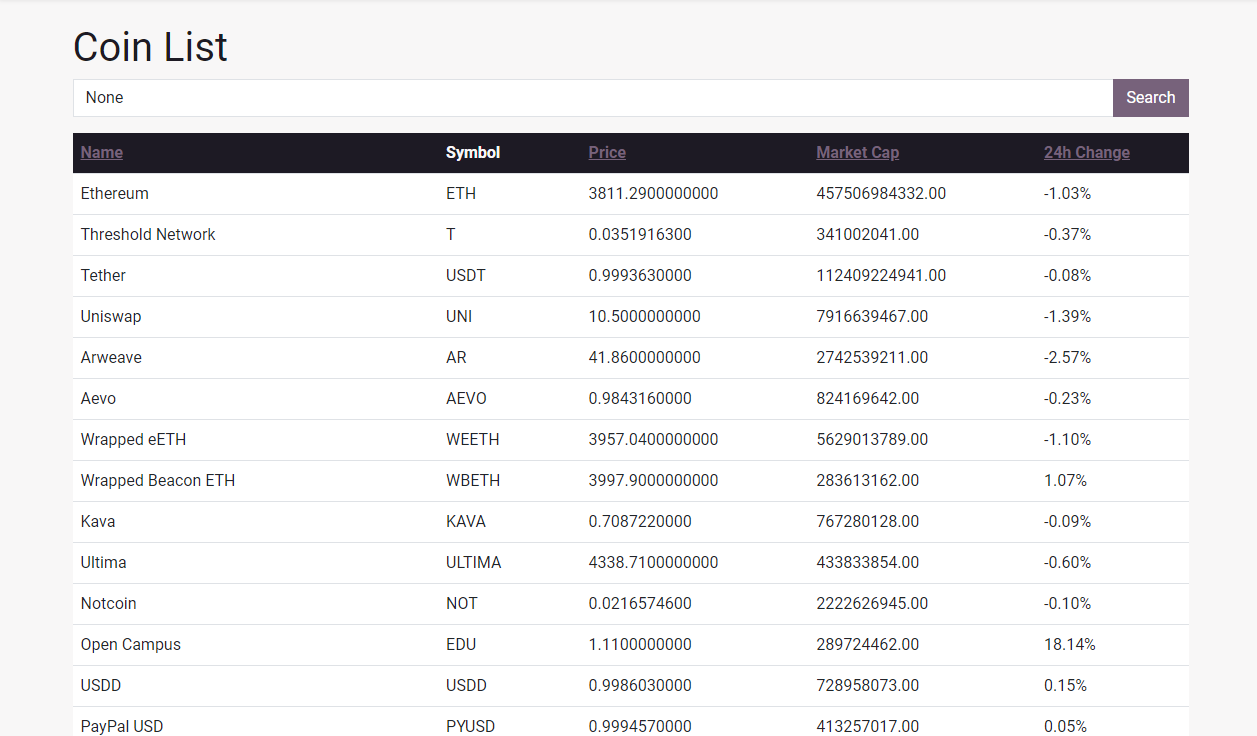 Coin List
None Search
Name Symbol Price Market Cap 24h Change
Ethereum ETH 3811.2900000000 457506984332.00 -1.03%
Threshold Network T 0.0351916300 341002041.00 -0.37%
Tether USDT 0.9993630000 112409224941.00 -0.08%
Uniswap UNI 10.5000000000 7916639467.00 -1.39%
Arweave AR 41.8600000000 2742539211.00 -2.57%
Aevo AEVO 0.9843160000 824169642.00 -0.23%
Wrapped eETH WEETH 3957.0400000000 5629013789.00 -1.10%
Wrapped Beacon ETH WBETH 3997.9000000000 283613162.00 1.07%
Kava KAVA 0.7087220000 767280128.00 -0.09%
Ultima ULTIMA 4338.7100000000 433833854.00 -0.60%
Notcoin NOT 0.0216574600 2222626945.00 -0.10%
Open Campus EDU 1.1100000000 289724462.00 18.14%
USDD USDD 0.9986030000 728958073.00 0.15%
PayPal USD PYUSD 0.9994570000 413257017.00 0.05%